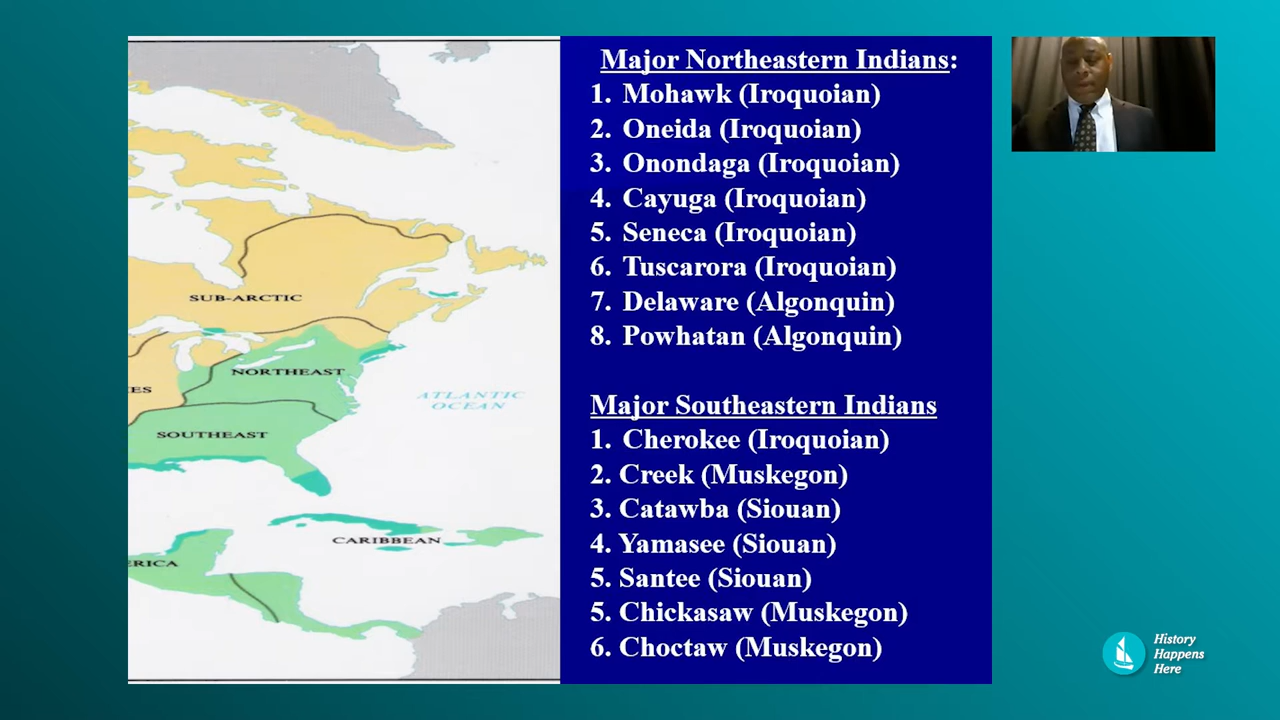 SUB-ARCTIC
NORTHEAST
ES
SOUTHEAST
ATLANTIC
OCEAN
CARIBBEAN
ERICA
Major Northeastern Indians:
1. Mohawk (Iroquoian)
2. Oneida (Iroquoian)
3. Onondaga (Iroquoian)
4. Cayuga (Iroquoian)
5. Seneca (Iroquoian)
6. Tuscarora (Iroquoian)
7. Delaware (Algonquin)
8. Powhatan (Algonquin)
Major Southeastern Indians
1. Cherokee (Iroquoian)
2. Creek (Muskegon)
3. Catawba (Siouan)
4. Yamasee (Siouan)
5. Santee (Siouan)
5. Chickasaw (Muskegon)
6. Choctaw (Muskegon)
History
Happens
Here